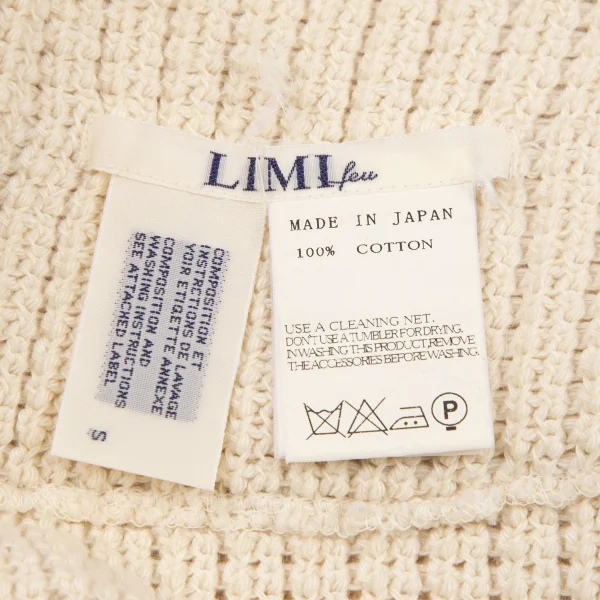 LIMI feu
COMPOSITION ET
INSTRUCTIONS DE LAVAGE
VOIR ETIGETTE ANNEXE
COMPOSITION AND
WASHING INSTRUCTIONS
SEE ATTACHED LABEL
S
MADE IN JAPAN
100% COTTON
USE A CLEANING NET.
DON'T USE A TUMBLER FOR DRYING.
IN WASHING THIS PRODUCT,REMOVE
THE ACCESSORIES BEFORE WASHING.
P